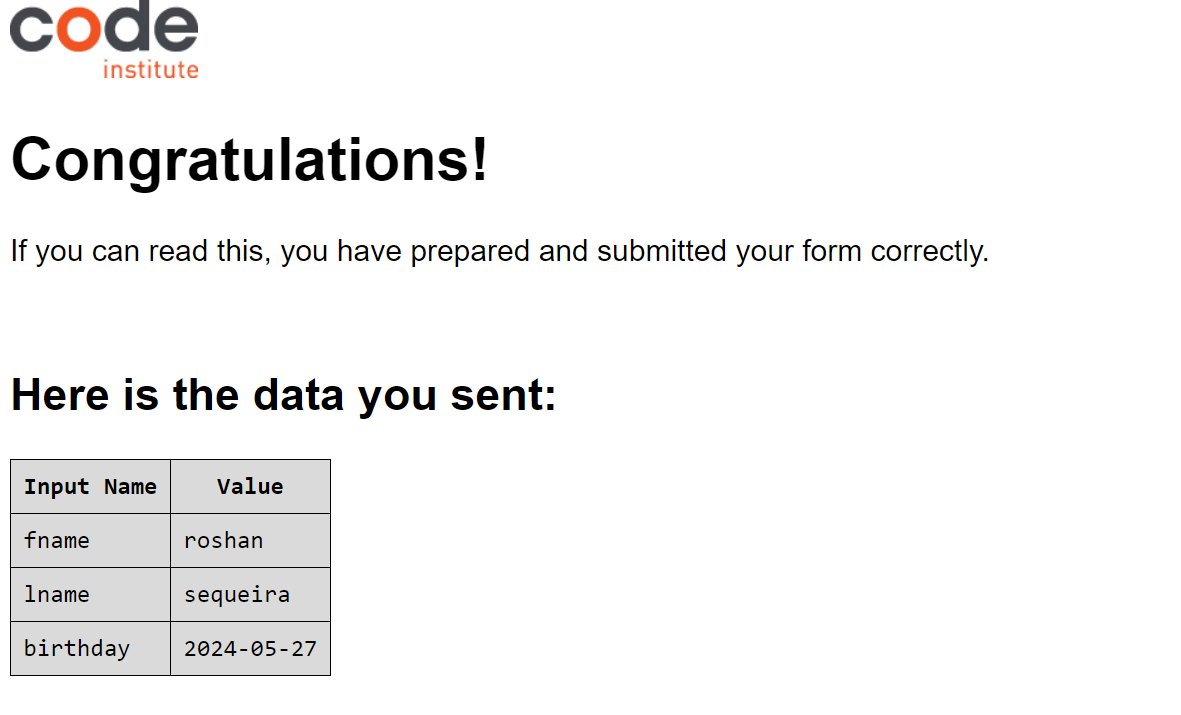 code
institute
Congratulations!
If you can read this, you have prepared and submitted your form correctly.
Here is the data you sent:
Input Name Value
fname roshan
lname sequeira
birthday 2024-05-27